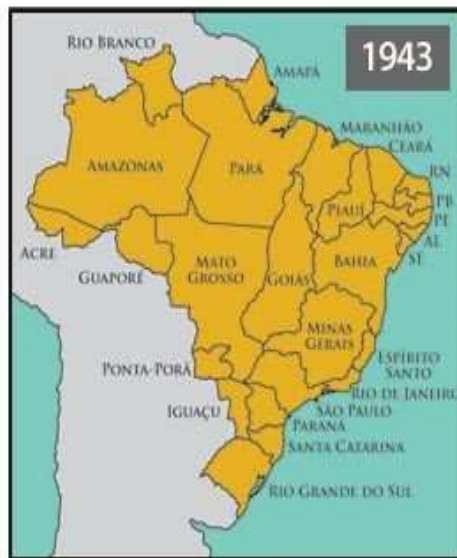 1943
RIO BRANCO
AMAPÁ
MARANHÃO
CEARÁ
RN
PB
PE
AL
SE
AMAZONAS
PARÁ
PIAUÍ
ACRE
GUAPORÉ
MATO
GROSSO
GOIÁS
BAHIA
MINAS
GERAIS
ESPÍRITO
SANTO
PONTA-PORÃ
RIO DE JANEIRO
IGUAÇU
SÃO PAULO
PARANÁ
SANTA CATARINA
RIO GRANDE DO SUL